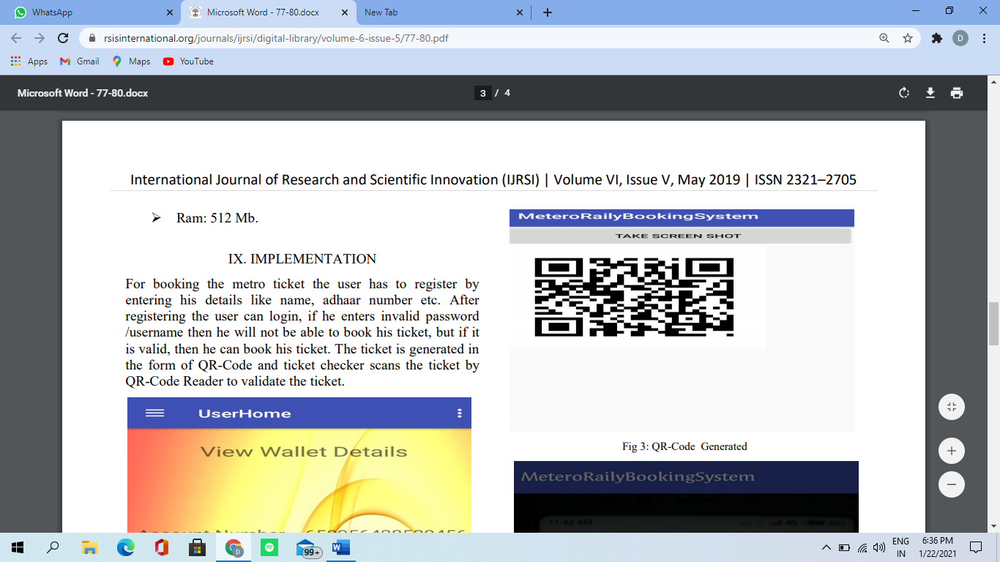 WhatsApp
Microsoft Word - 77-80.docx
New Tab
rsisinternational.org/journals/ijrsi/digital-library/volume-6-issue-5/77-80.pdf
D
Apps
Gmail
Maps
YouTube
Microsoft Word - 77-80.docx
3 / 4
International Journal of Research and Scientific Innovation (IJRSI) | Volume VI, Issue V, May 2019 | ISSN 2321–2705
Ram: 512 Mb.
IX. IMPLEMENTATION
For booking the metro ticket the user has to register by
entering his details like name, adhaar number etc. After
registering the user can login, if he enters invalid password
/username then he will not be able to book his ticket, but if it
is valid, then he can book his ticket. The ticket is generated in
the form of QR-Code and ticket checker scans the ticket by
QR-Code Reader to validate the ticket.
UserHome
View Wallet Details
Account Number
MeteroRailyBookingSystem
TAKE SCREEN SHOT
Fig 3: QR-Code Generated
MeteroRailyBookingSystem
11:42 AM
D
99+
W
ENG
IN
6:36 PM
1/22/2021